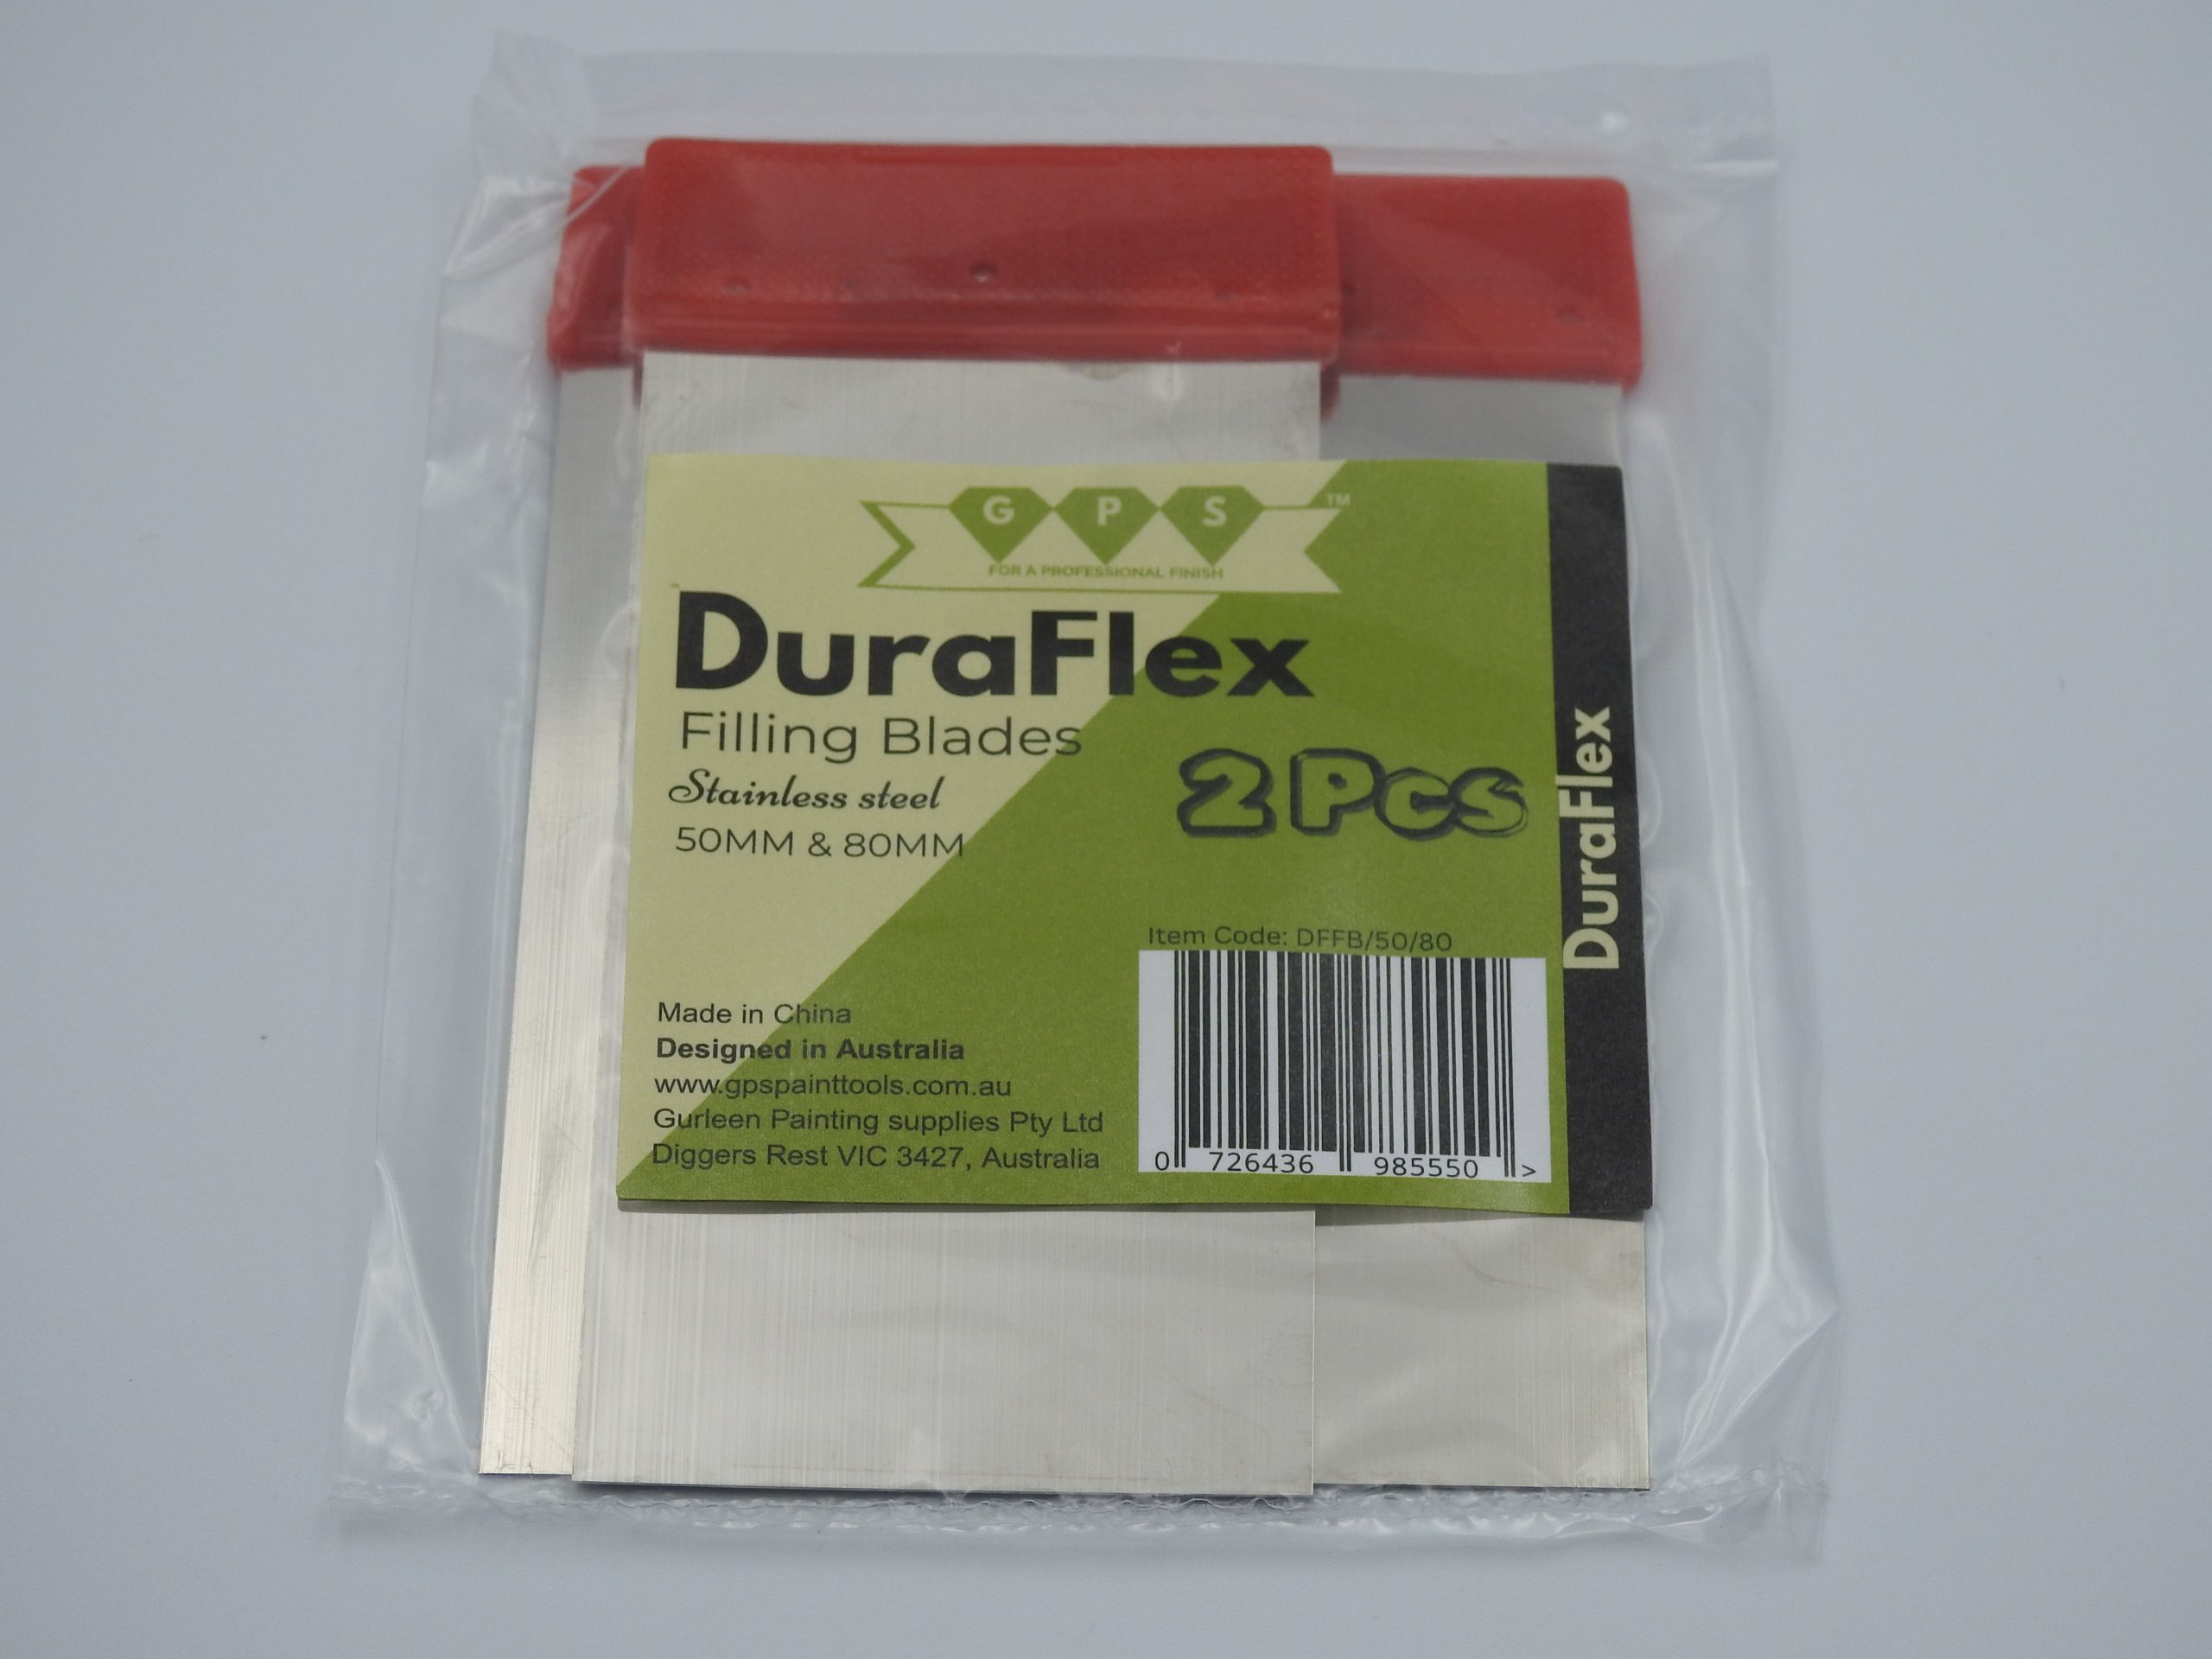 G P S ™
FOR A PROFESSIONAL FINISH
DuraFlex
Filling Blades
Stainless steel
50MM & 80MM
2 Pcs
DuraFlex
Item Code: DFFB/50/80
0 726436 985550 >
Made in China
Designed in Australia
www.gpspainttools.com.au
Gurleen Painting supplies Pty Ltd
Diggers Rest VIC 3427, Australia